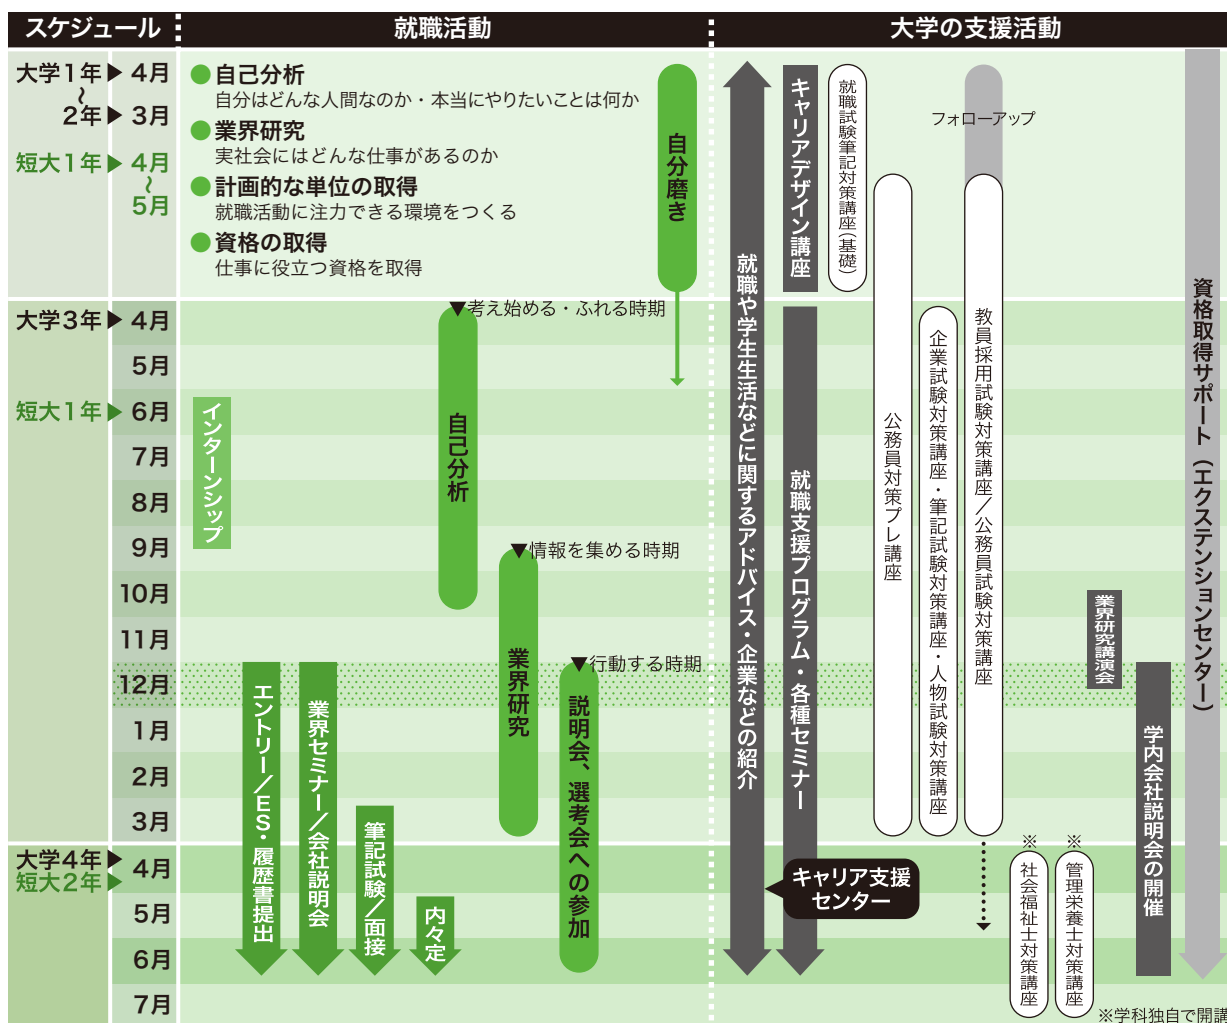 スケジュール
就職活動
大学の支援活動
大学1年▶4月
〜
2年▶3月
短大1年▶4月
〜
5月
大学3年▶4月
5月
短大1年▶6月
7月
8月
9月
10月
11月
12月
1月
2月
3月
大学4年▶
短大2年▶
4月
5月
6月
7月
●自己分析
自分はどんな人間なのか・本当にやりたいことは何か
●業界研究
実社会にはどんな仕事があるのか
●計画的な単位の取得
就職活動に注力できる環境をつくる
●資格の取得
仕事に役立つ資格を取得
自分磨き
▼考え始める・ふれる時期
自己分析
インターンシップ
▼情報を集める時期
業界研究
▼行動する時期
説明会、選考会への参加
エントリー／ES・履歴書提出
業界セミナー／会社説明会
筆記試験／面接
内々定
就職や学生生活などに関するアドバイス・企業などの紹介
キャリアデザイン講座
就職試験筆記対策講座(基礎)
フォローアップ
就職支援プログラム・各種セミナー
公務員対策プレ講座
企業試験対策講座・筆記試験対策講座・人物試験対策講座
教員採用試験対策講座／公務員試験対策講座
資格取得サポート（エクステンションセンター）
業界研究講演会
学内会社説明会の開催
キャリア支援
センター
※
社会福祉士対策講座
※
管理栄養士対策講座
※学科独自で開講